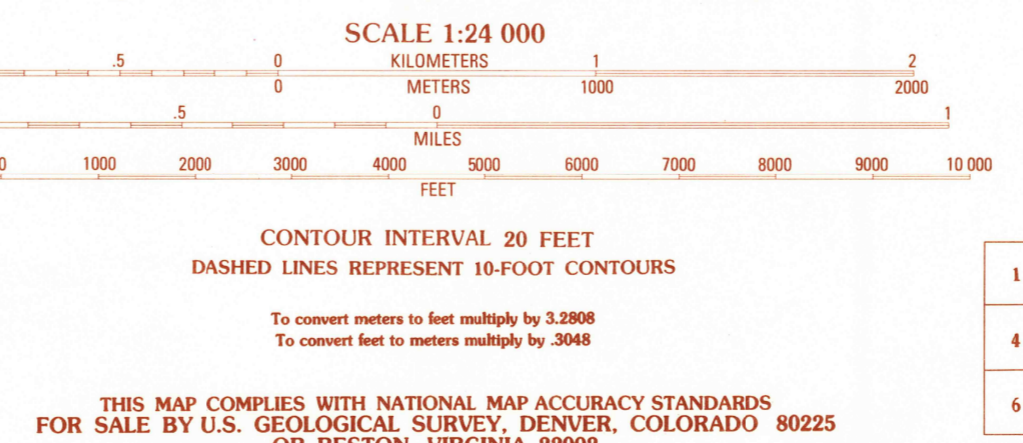 SCALE 1:24 000
.5 0 KILOMETERS 1 2
0 METERS 1000 2000
.5 0 1
MILES
0 1000 2000 3000 4000 5000 6000 7000 8000 9000 10 000
FEET
CONTOUR INTERVAL 20 FEET
DASHED LINES REPRESENT 10-FOOT CONTOURS
1
To convert meters to feet multiply by 3.2808
To convert feet to meters multiply by .3048
4
THIS MAP COMPLIES WITH NATIONAL MAP ACCURACY STANDARDS
6
FOR SALE BY U.S. GEOLOGICAL SURVEY, DENVER, COLORADO 80225
OR RESTON, VIRGINIA